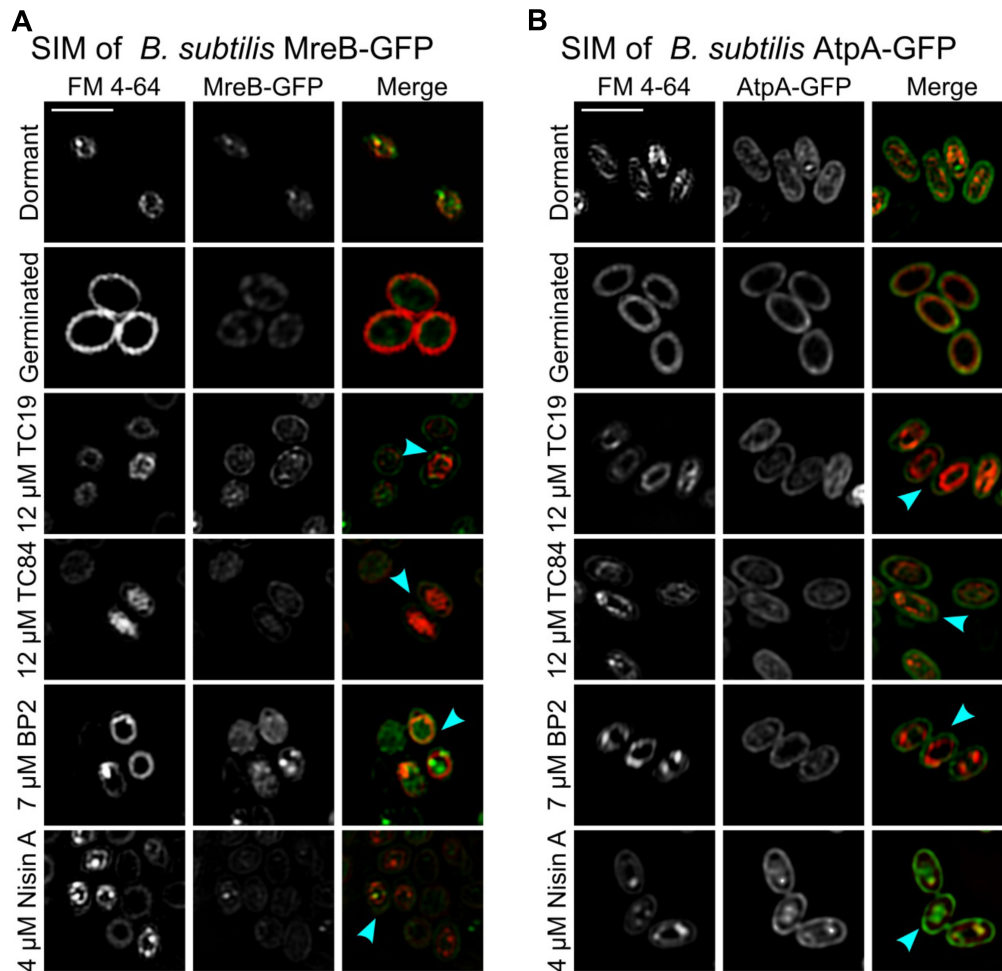 A
SIM of B. subtilis MreB-GFP
FM 4-64 MreB-GFP Merge
Dormant
Germinated
12 µM TC19
12 µM TC84
7 µM BP2
4 µM Nisin A
B
SIM of B. subtilis AtpA-GFP
FM 4-64 AtpA-GFP Merge
Dormant
Germinated
12 µM TC19
12 µM TC84
7 µM BP2
4 µM Nisin A